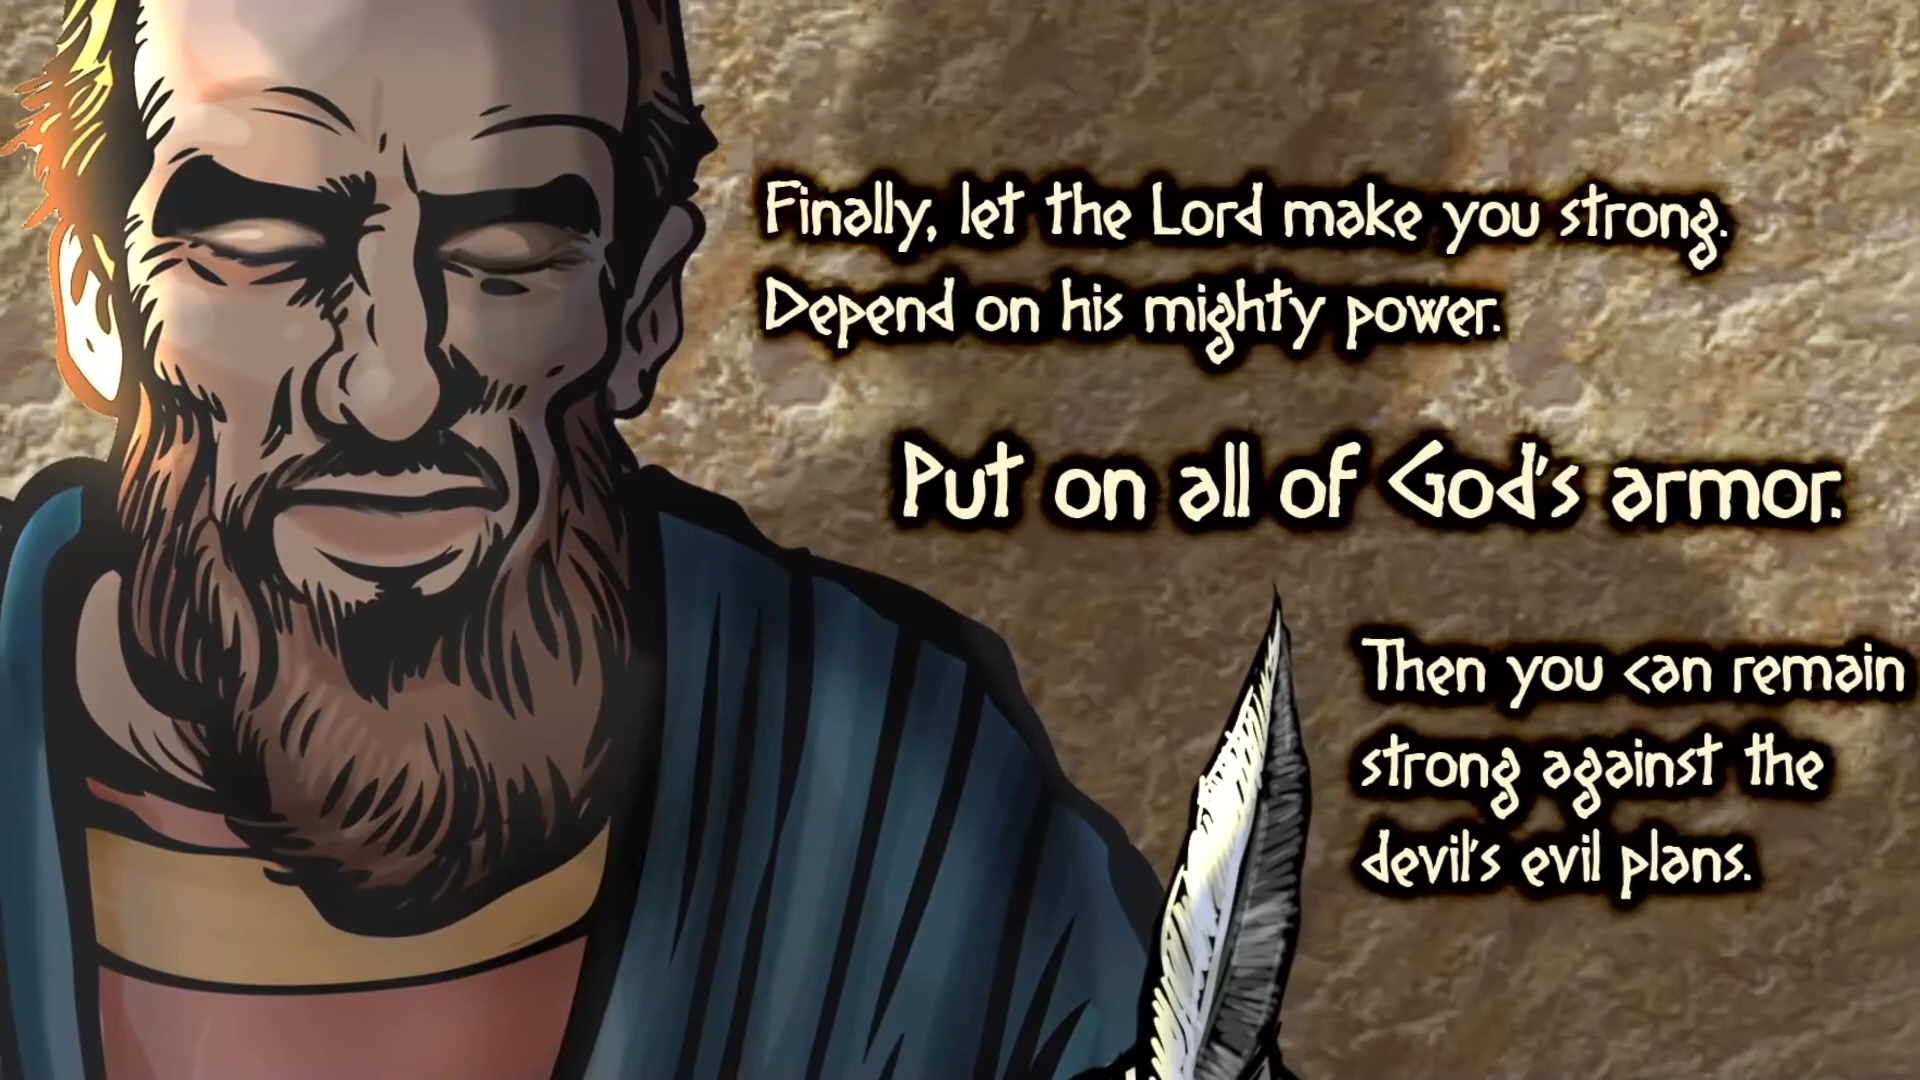 Finally, let the Lord make you strong.
Depend on his mighty power.
Put on all of God's armor.
Then you can remain
strong against the
devil's evil plans.